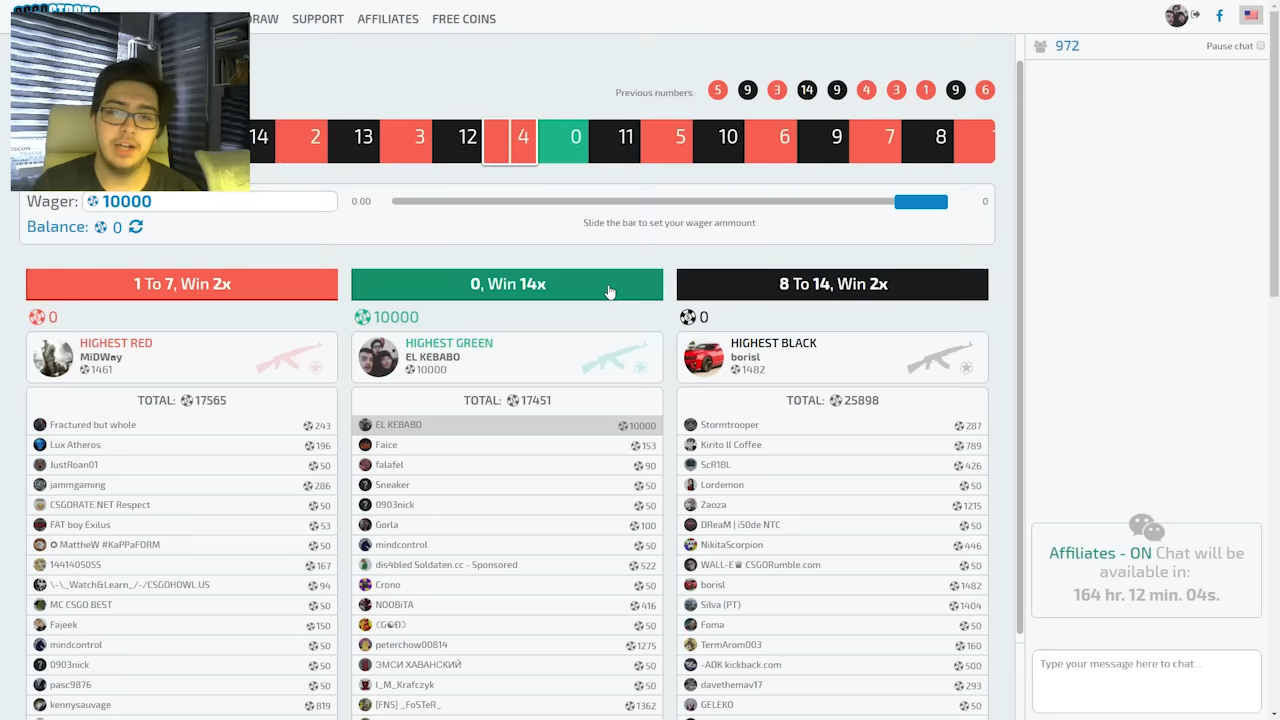 RAW SUPPORT AFFILIATES FREE COINS
972 Pause chat
Previous numbers: 5 9 3 14 9 4 3 1 9 6
14 2 13 3 12 4 0 11 5 10 6 9 7 8
Wager: 10000
0.00 0
Slide the bar to set your wager ammount
Balance: 0
1 To 7, Win 2x
0
HIGHEST RED
MiDWay
1461
TOTAL: 17565
Fractured but whole 243
Lux Atheros 196
JustRoan01 50
jammgaming 286
CSGORATE.NET Respect 50
FAT boy Exilus 53
✪ MattheW #KaPPaFORM 50
1441405055 167
\-\_Watch&Learn_/-/CSGOHOWL.US 94
MC CSGO.BEST 50
Fajeek 150
mindcontrol 50
0903nick 50
pasc9876 50
kennysauvage 819
0, Win 14x
10000
HIGHEST GREEN
EL KEBABO
10000
TOTAL: 17451
EL KEBABO 10000
Faice 153
falafel 90
Sneaker 50
0903nick 50
Gorla 100
mindcontrol 50
dis4bled Soldaten.cc - Sponsored 522
Crono 50
NOOBiTA 416
50
peterchow00814 1275
ЭМСИ ХАВАНСКИЙ 50
I_M_Krafczyk 50
[FNS] _FoSTeR_ 1362
8 To 14, Win 2x
0
HIGHEST BLACK
borisl
1482
TOTAL: 25898
Stormtrooper 287
Kirito ll Coffee 789
ScR1BL 426
Lordemon 50
Zaoza 1215
DReaM | i50de NTC 50
NikitaScorpion 446
WALL-E♛ CSGORumble.com 50
borisl 1482
Silva (PT) 1404
Foma 50
TermArom003 160
-ADK kickback.com 500
davethemav17 293
GELEKO 50
Affiliates - ON Chat will be
available in:
164 hr. 12 min. 04s.
Type your message here to chat...